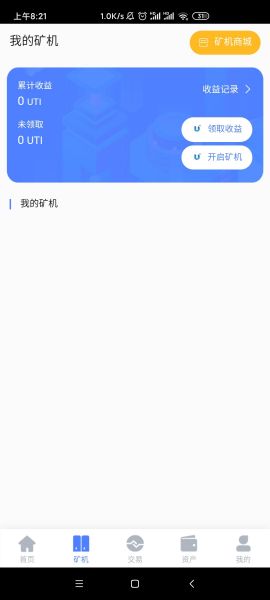 上午8:21
1.0K/s
31
我的矿机
矿机商城
累计收益
0 UTI
收益记录
未领取
0 UTI
领取收益
开启矿机
我的矿机
首页
矿机
交易
资产
我的